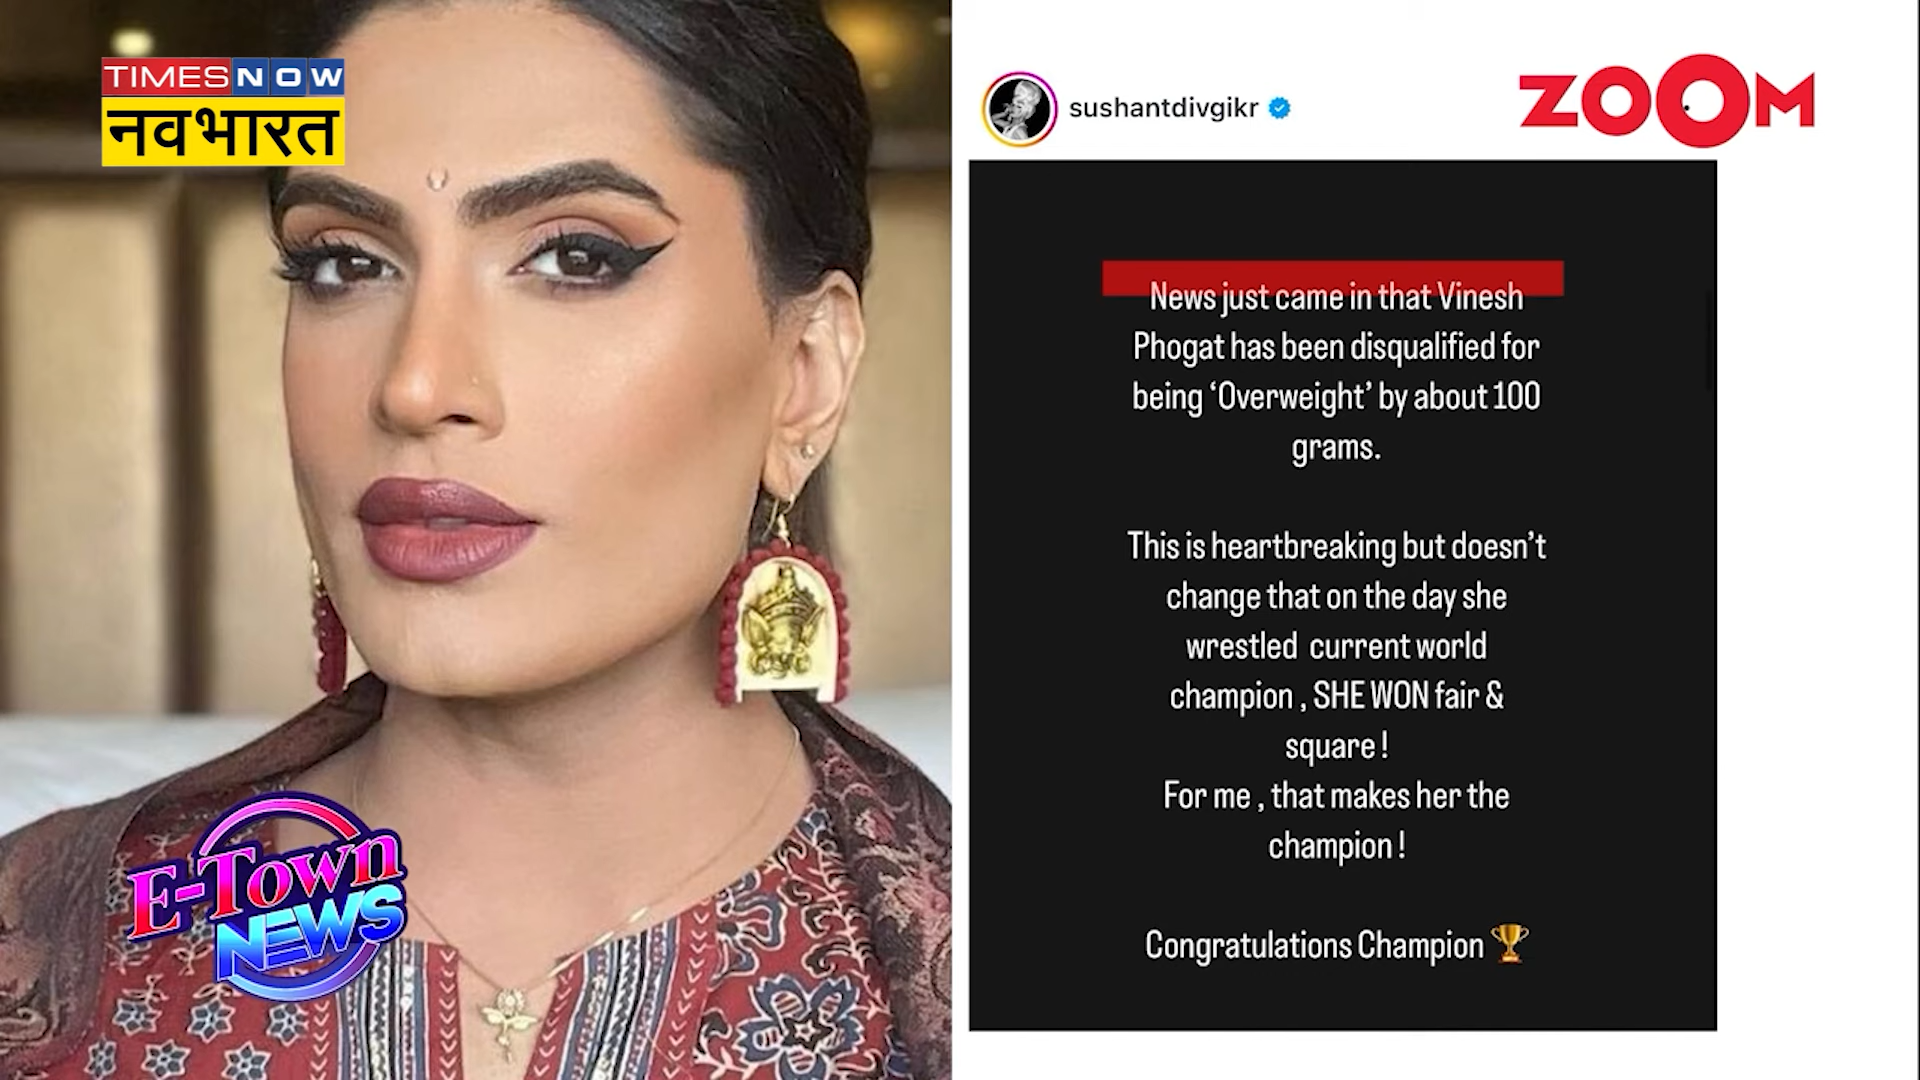 TIMES NOW
नवभारत
E-TOWN
NEWS
sushantdivgikr
ZOOM
News just came in that Vinesh
Phogat has been disqualified for
being ‘Overweight’ by about 100
grams.
This is heartbreaking but doesn’t
change that on the day she
wrestled current world
champion , SHE WON fair &
square !
For me , that makes her the
champion !
Congratulations Champion 🏆